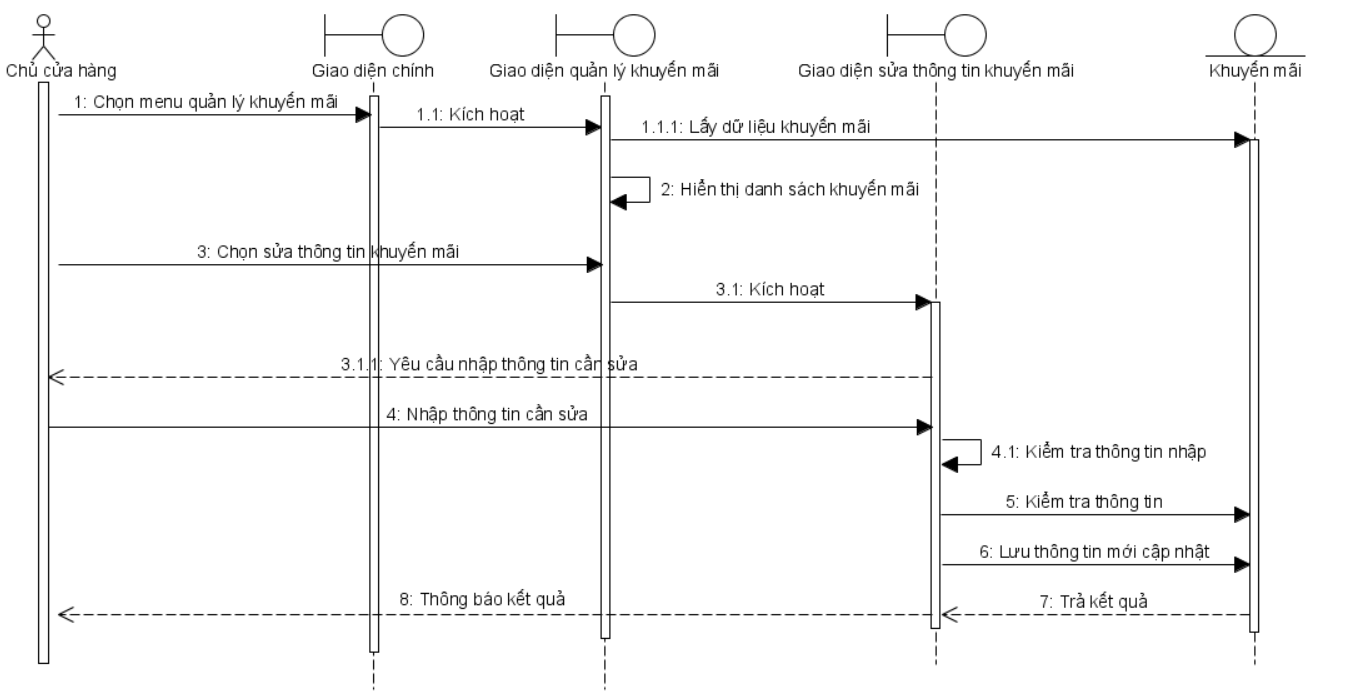 Chủ cửa hàng
Giao diện chính
Giao diện quản lý khuyến mãi
Giao diện sửa thông tin khuyến mãi
Khuyến mãi
1: Chọn menu quản lý khuyến mãi
1.1: Kích hoạt
1.1.1: Lấy dữ liệu khuyến mãi
2: Hiển thị danh sách khuyến mãi
3: Chọn sửa thông tin khuyến mãi
3.1: Kích hoạt
3.1.1: Yêu cầu nhập thông tin cần sửa
4: Nhập thông tin cần sửa
4.1: Kiểm tra thông tin nhập
5: Kiểm tra thông tin
6: Lưu thông tin mới cập nhật
8: Thông báo kết quả
7: Trả kết quả